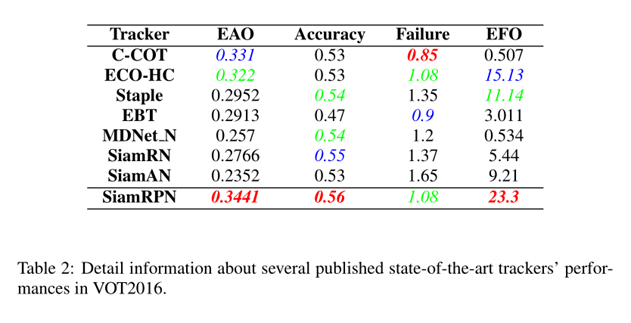 Tracker EAO Accuracy Failure EFO
C-COT 0.331 0.53 0.85 0.507
ECO-HC 0.322 0.53 1.08 15.13
Staple 0.2952 0.54 1.35 11.14
EBT 0.2913 0.47 0.9 3.011
MDNet_N 0.257 0.54 1.2 0.534
SiamRN 0.2766 0.55 1.37 5.44
SiamAN 0.2352 0.53 1.65 9.21
SiamRPN 0.3441 0.56 1.08 23.3
Table 2: Detail information about several published state-of-the-art trackers' perfor-
mances in VOT2016.